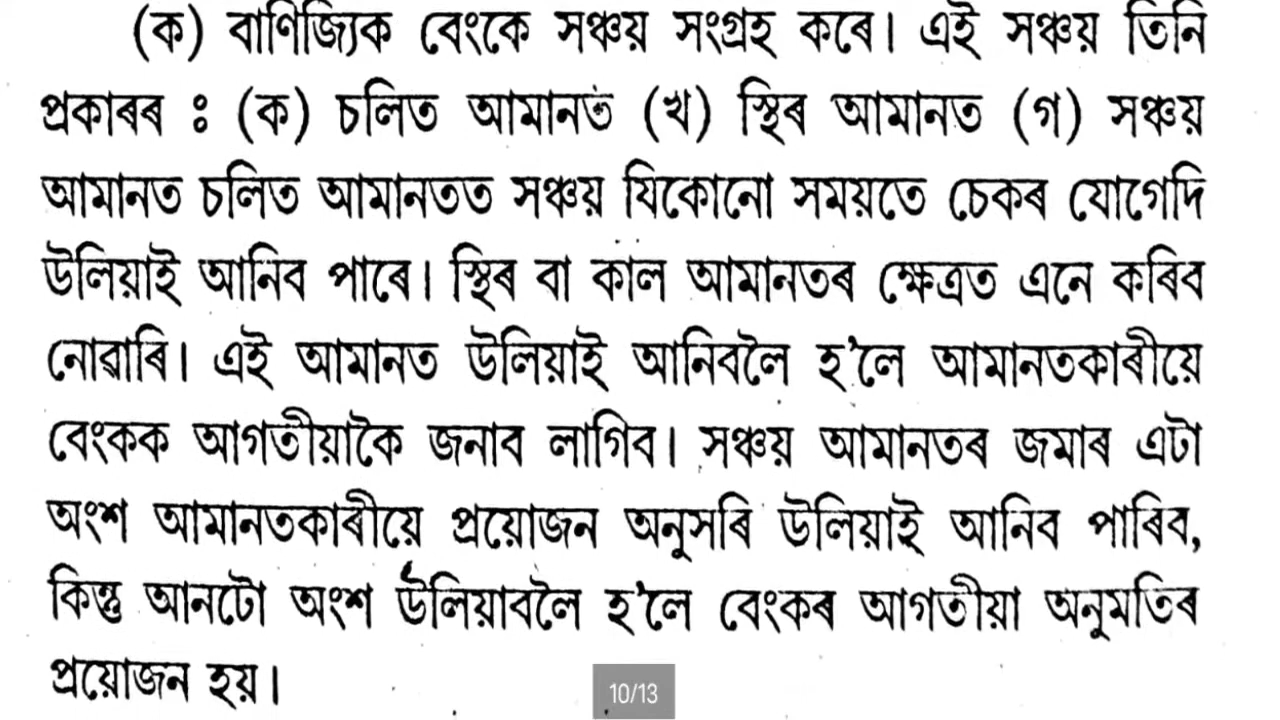 (ক) বাণিজ্যিক বেংকে সঞ্চয় সংগ্ৰহ কৰে। এই সঞ্চয় তিনি
প্ৰকাৰৰ ঃ (ক) চলিত আমানত (খ) স্থিৰ আমানত (গ) সঞ্চয়
আমানত চলিত আমানতত সঞ্চয় যিকোনো সময়তে চেকৰ যোগেদি
উলিয়াই আনিব পাৰে। স্থিৰ বা কাল আমানতৰ ক্ষেত্ৰত এনে কৰিব
নোৱাৰি। এই আমানত উলিয়াই আনিবলৈ হ'লে আমানতকাৰীয়ে
বেংকক আগতীয়াকৈ জনাব লাগিব। সঞ্চয় আমানতৰ জমাৰ এটা
অংশ আমানতকাৰীয়ে প্ৰয়োজন অনুসৰি উলিয়াই আনিব পাৰিব,
কিন্তু আনটো অংশ উলিয়াবলৈ হ'লে বেংকৰ আগতীয়া অনুমতিৰ
প্ৰয়োজন হয়।
10/13